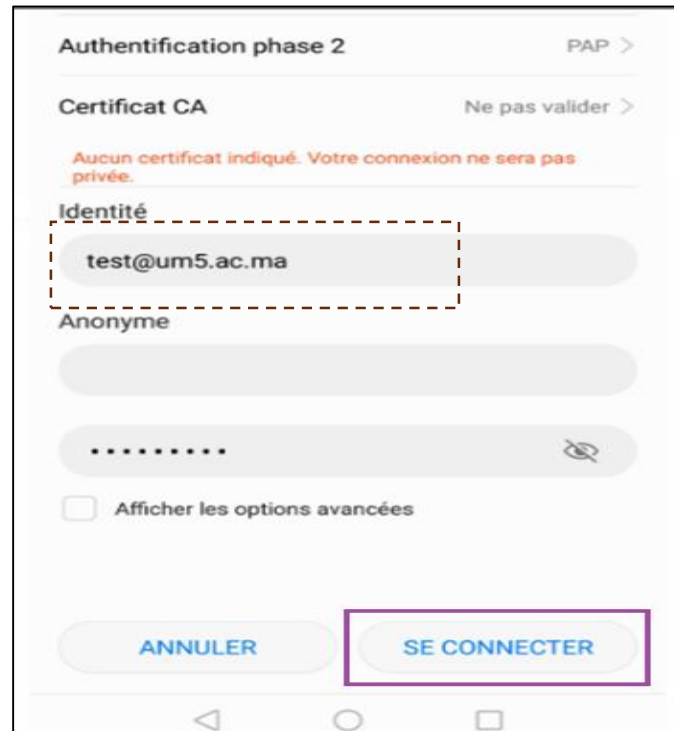 Authentification phase 2 PAP >
Certificat CA Ne pas valider >
Aucun certificat indiqué. Votre connexion ne sera pas
privée.
Identité
test@um5.ac.ma
Anonyme
•••••••••
Afficher les options avancées
ANNULER SE CONNECTER